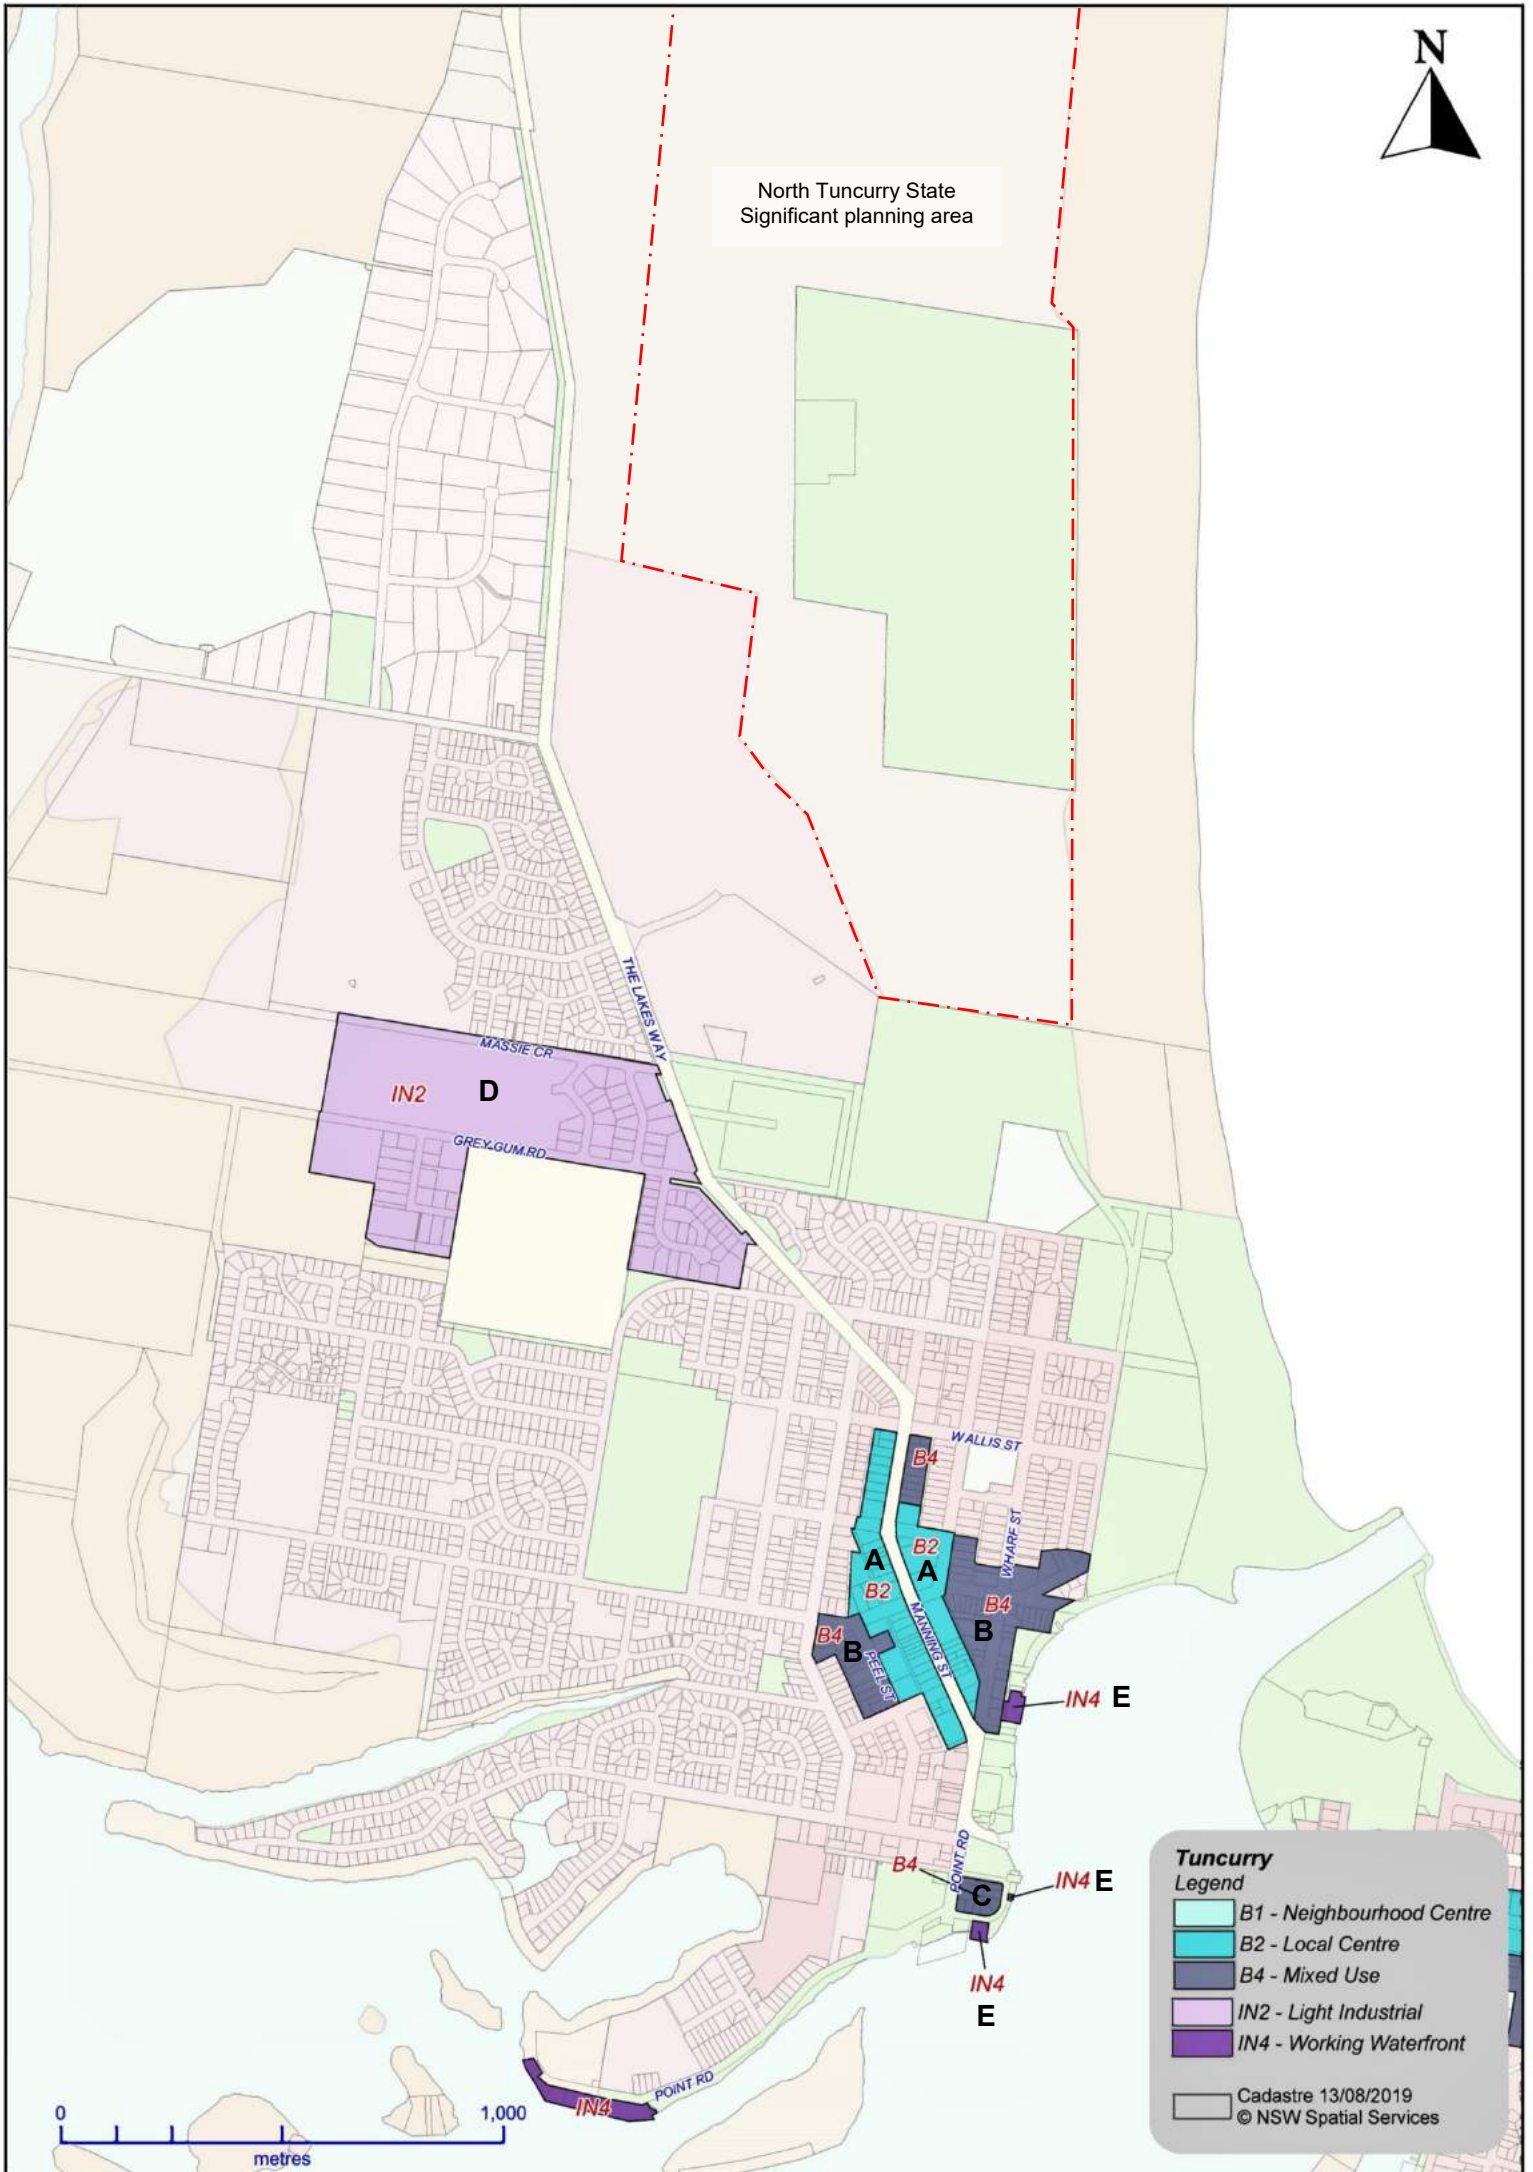 N
North Tuncurry State
Significant planning area
THE LAKES WAY
MASSIE CR
IN2
D
GREY GUM RD
WALLIS ST
B4
WHARF ST
B2
A
A
B2
B4
MANNING ST
B
B4
B
PEEL ST
IN4 E
POINT RD
B4
C
IN4 E
IN4
E
POINT RD
IN4
0
1,000
metres
Tuncurry
Legend
B1 - Neighbourhood Centre
B2 - Local Centre
B4 - Mixed Use
IN2 - Light Industrial
IN4 - Working Waterfront
Cadastre 13/08/2019
© NSW Spatial Services